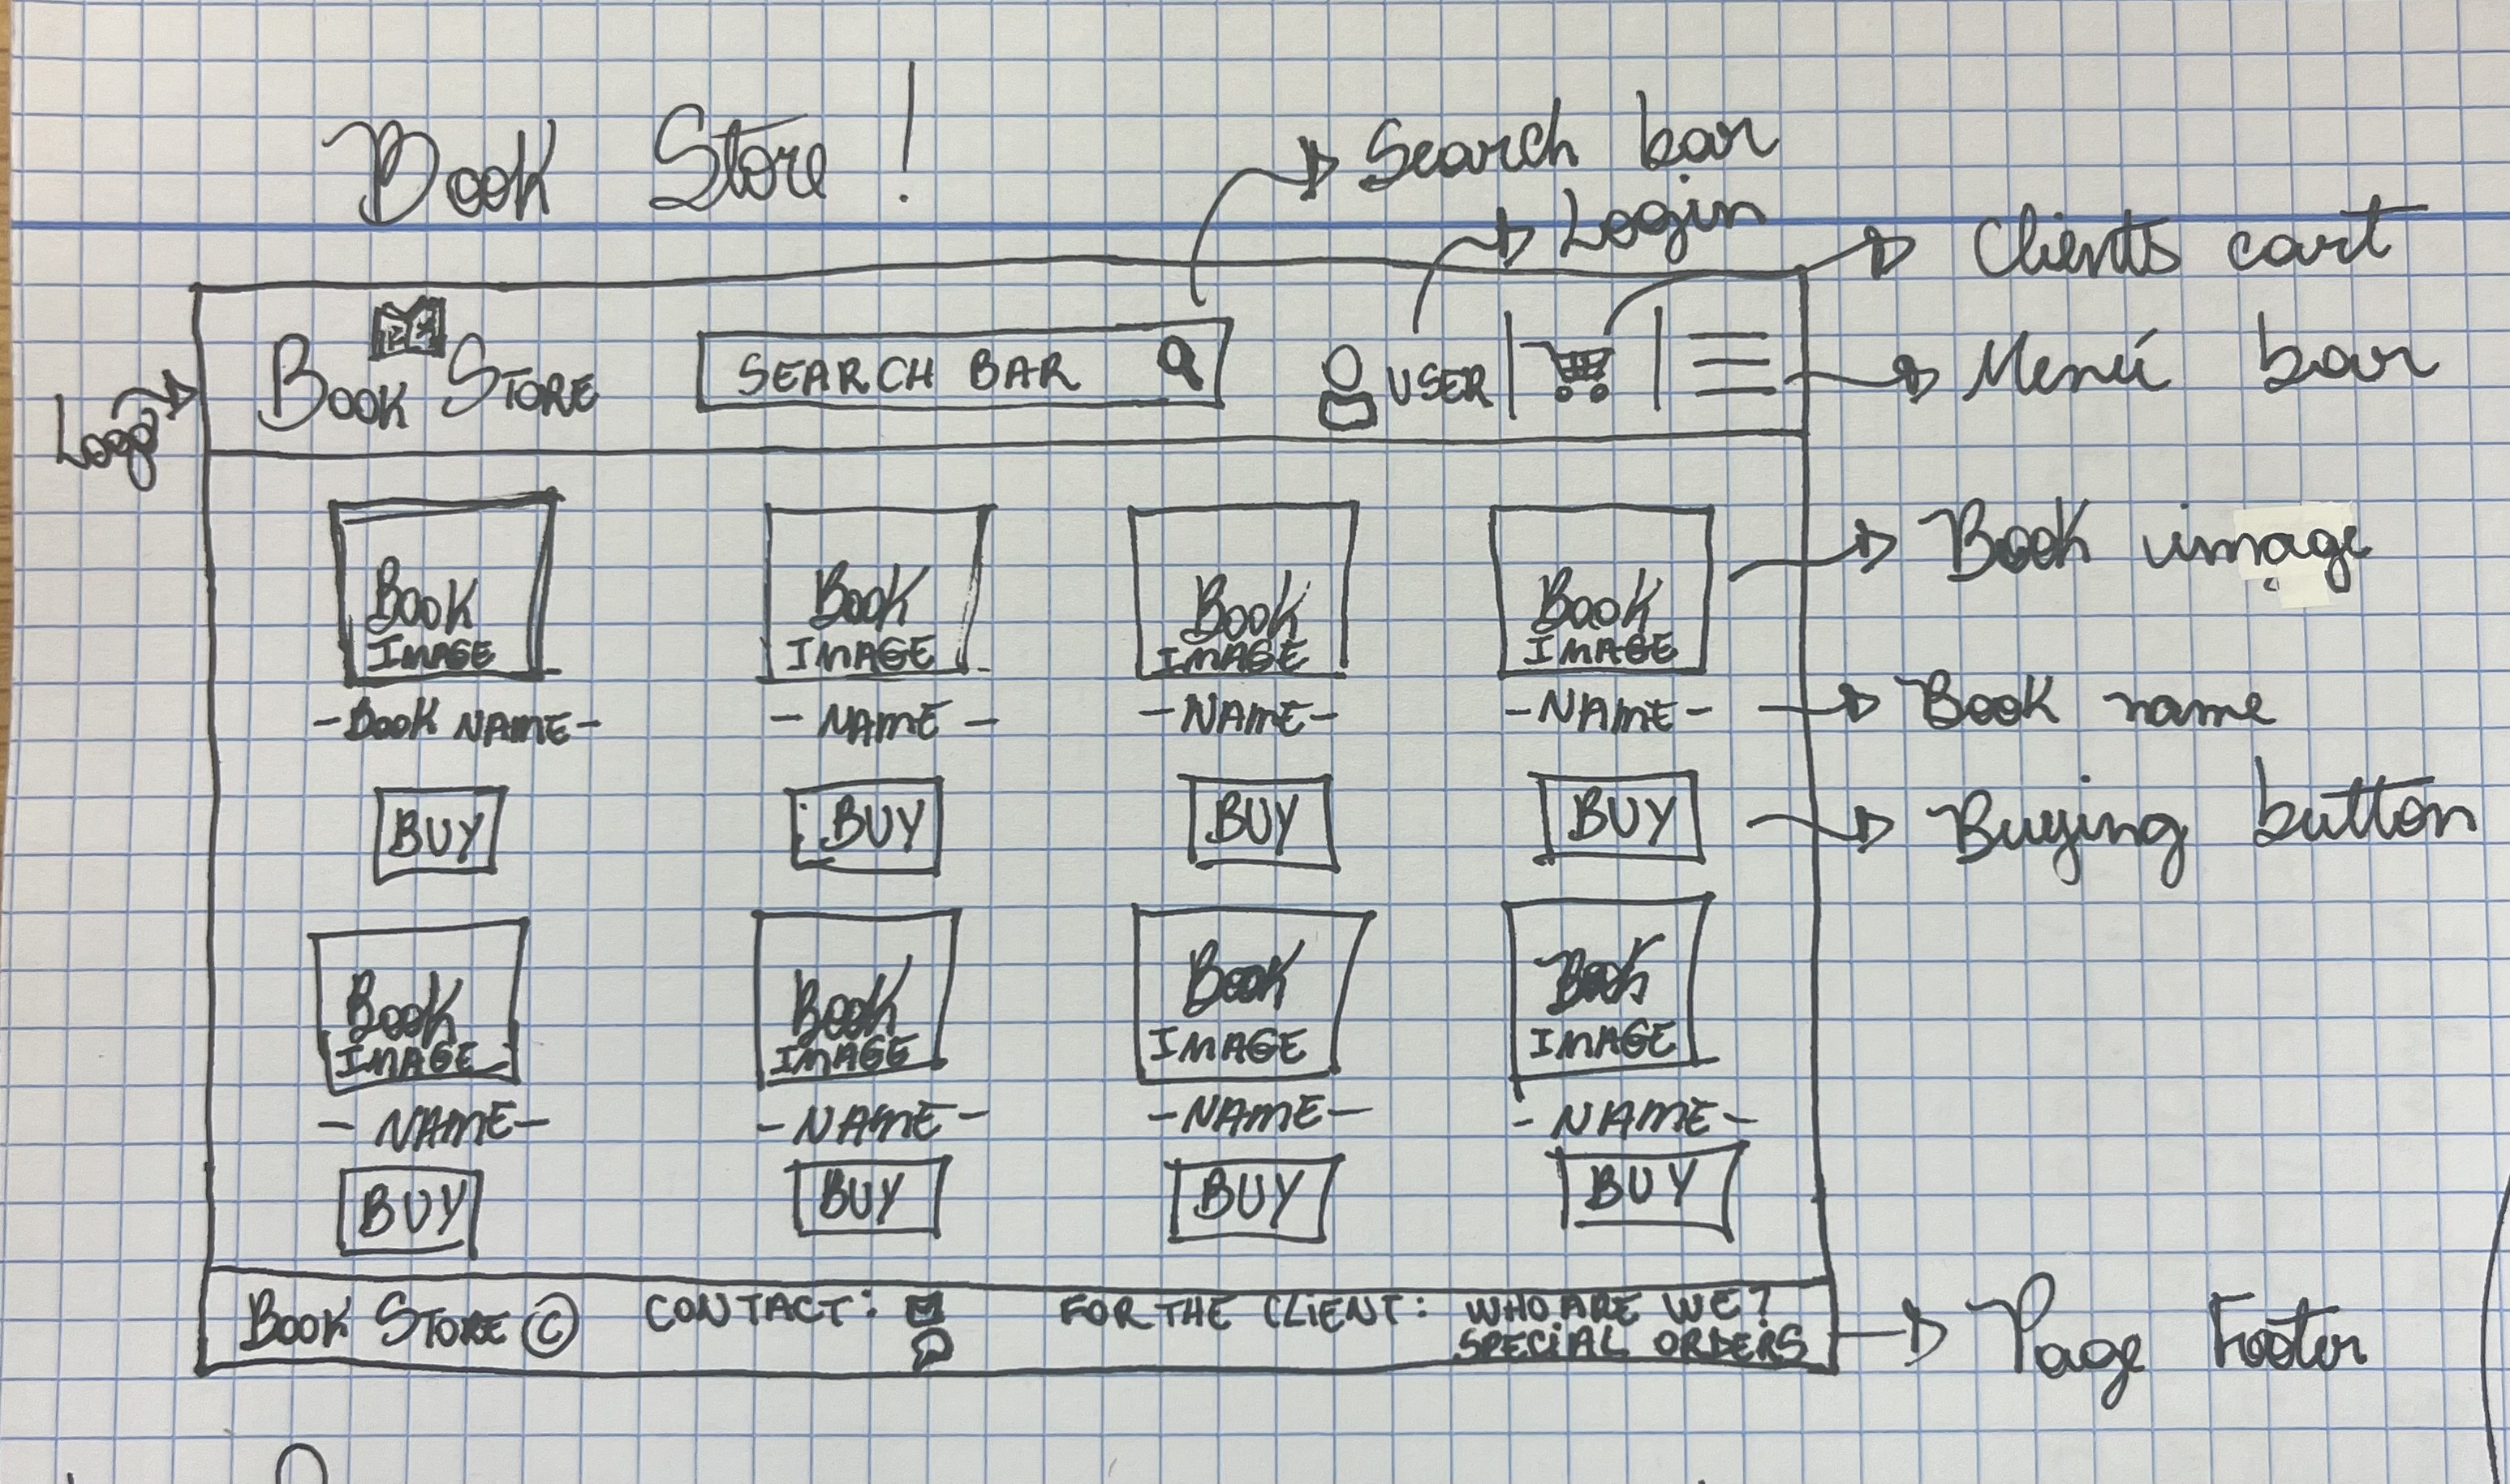 Book Store!
Search bar
Login
Clients cart
Logo
Book Store
SEARCH BAR
USER
Menú bar
Book IMAGE
Book IMAGE
Book IMAGE
Book IMAGE
Book image
-Book NAME-
- NAME -
-NAME-
-NAME-
Book name
BUY
BUY
BUY
BUY
Buying button
Book IMAGE
Book IMAGE
Book IMAGE
Book IMAGE
- NAME-
-NAME-
-NAME-
- NAME-
BUY
BUY
BUY
BUY
Book Store ©
CONTACT:
FOR THE CLIENT: WHO ARE WE?
SPECIAL ORDERS
Page Footer